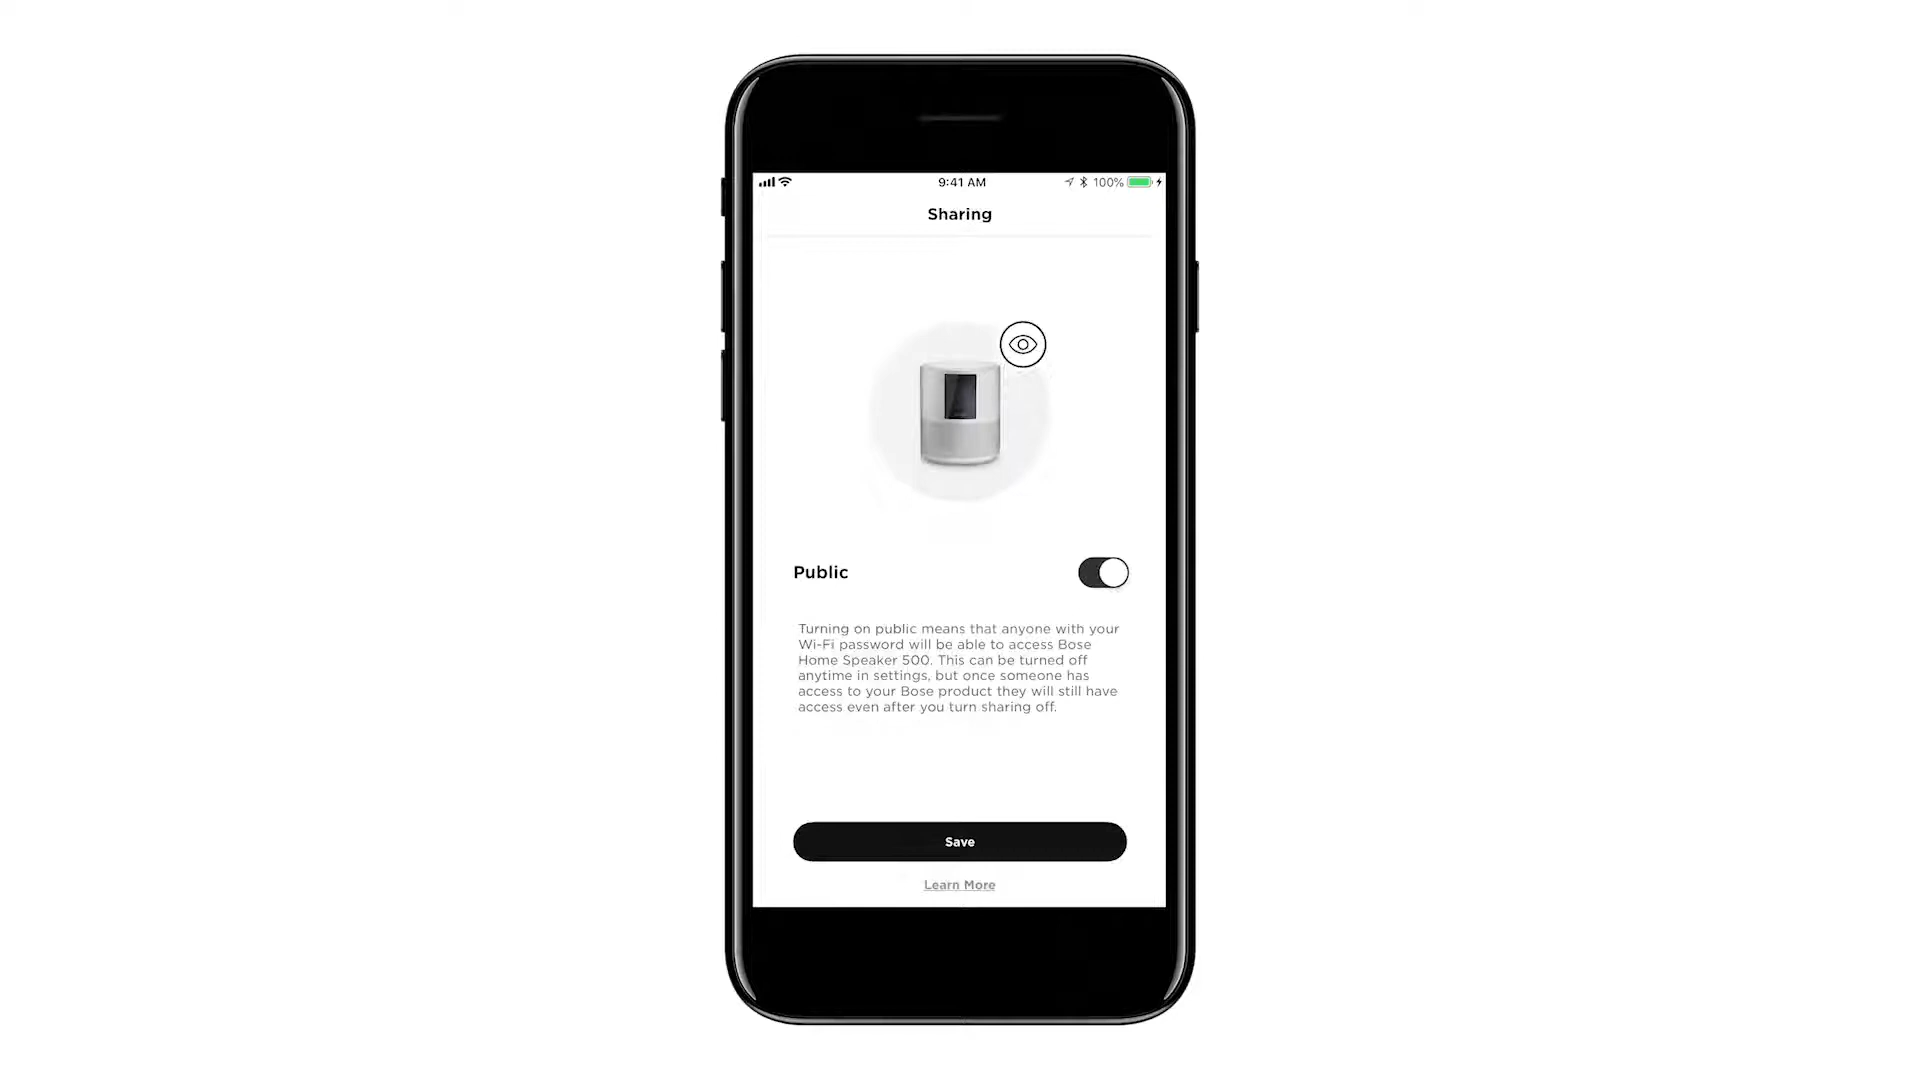 9:41 AM
100%
Sharing
Public
Turning on public means that anyone with your
Wi-Fi password will be able to access Bose
Home Speaker 500. This can be turned off
anytime in settings, but once someone has
access to your Bose product they will still have
access even after you turn sharing off.
Save
Learn More